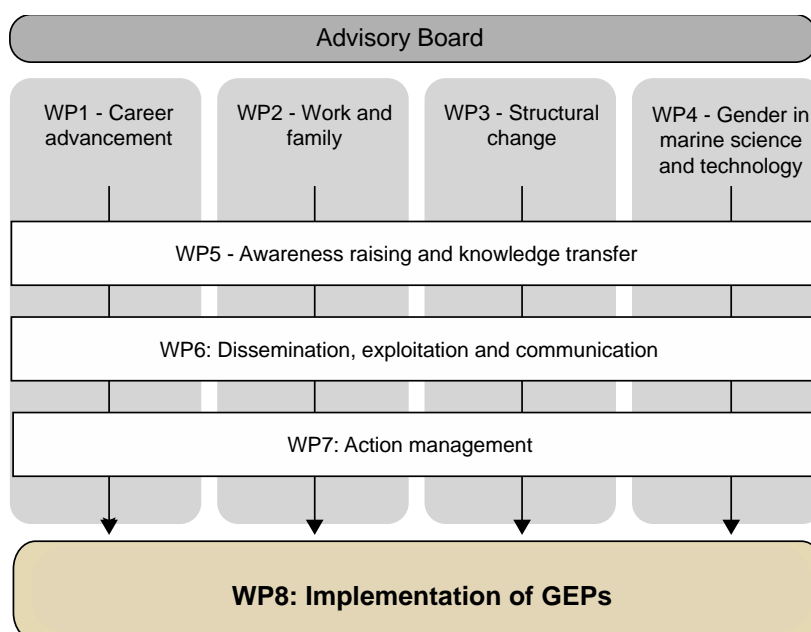 Advisory Board
WP1 - Career
advancement
WP2 - Work and
family
WP3 - Structural
change
WP4 - Gender in
marine science
and technology
WP5 - Awareness raising and knowledge transfer
WP6: Dissemination, exploitation and communication
WP7: Action management
WP8: Implementation of GEPs